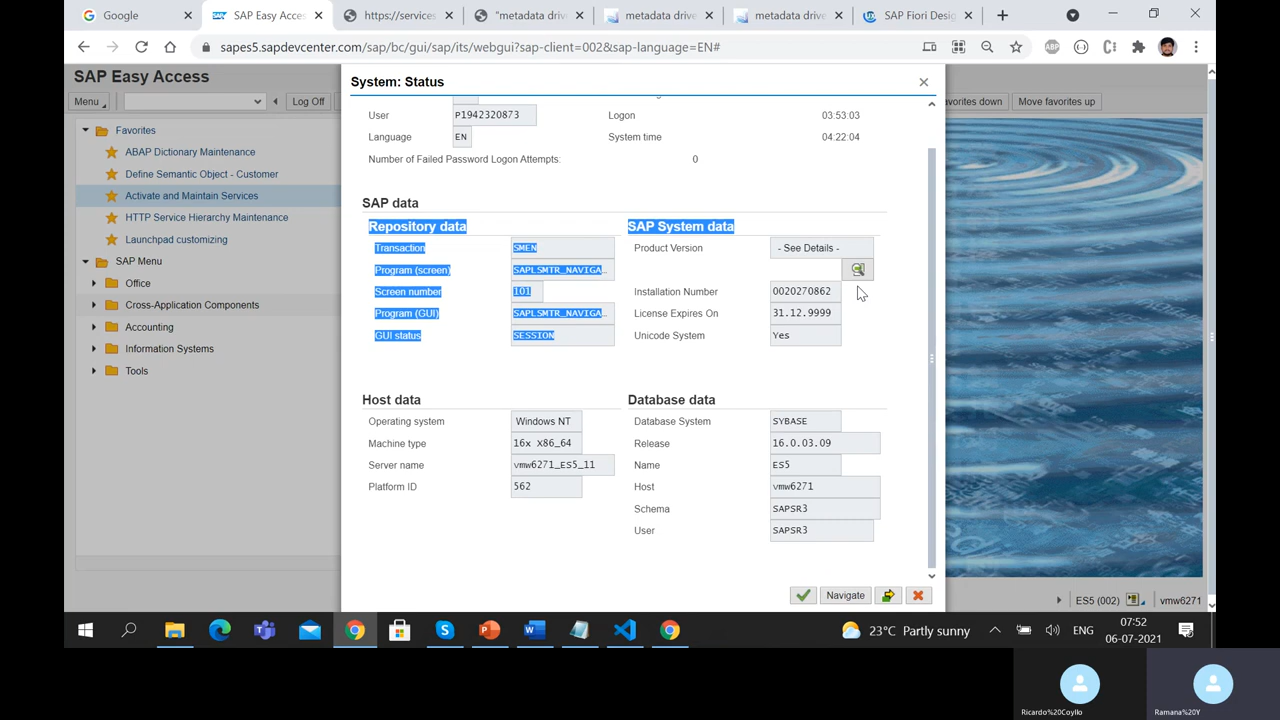 Google
SAP Easy Acces
https://services
"metadata drive
metadata drive
metadata drive
SAP Fiori Desig
sapes5.sapdevcenter.com/sap/bc/gui/sap/its/webgui?sap-client=002&sap-language=EN#
SAP Easy Access
Menu
Log Off
avorites down
Move favorites up
Favorites
ABAP Dictionary Maintenance
Define Semantic Object - Customer
Activate and Maintain Services
HTTP Service Hierarchy Maintenance
Launchpad customizing
SAP Menu
Office
Cross-Application Components
Accounting
Information Systems
Tools
System: Status
User P1942320873 Logon 03:53:03
Language EN System time 04:22:04
Number of Failed Password Logon Attempts: 0
SAP data
Repository data SAP System data
Transaction SMEN Product Version - See Details -
Program (screen) SAPLSMTR_NAVIGA...
Screen number 101 Installation Number 0020270862
Program (GUI) SAPLSMTR_NAVIGA... License Expires On 31.12.9999
GUI status SESSION Unicode System Yes
Host data Database data
Operating system Windows NT Database System SYBASE
Machine type 16x X86_64 Release 16.0.03.09
Server name vmw6271_ES5_11 Name ES5
Platform ID 562 Host vmw6271
Schema SAPSR3
User SAPSR3
Navigate
ES5 (002) vmw6271
23°C Partly sunny ENG 07:52
06-07-2021
Ricardo%20Coyllo
Ramana%20Y